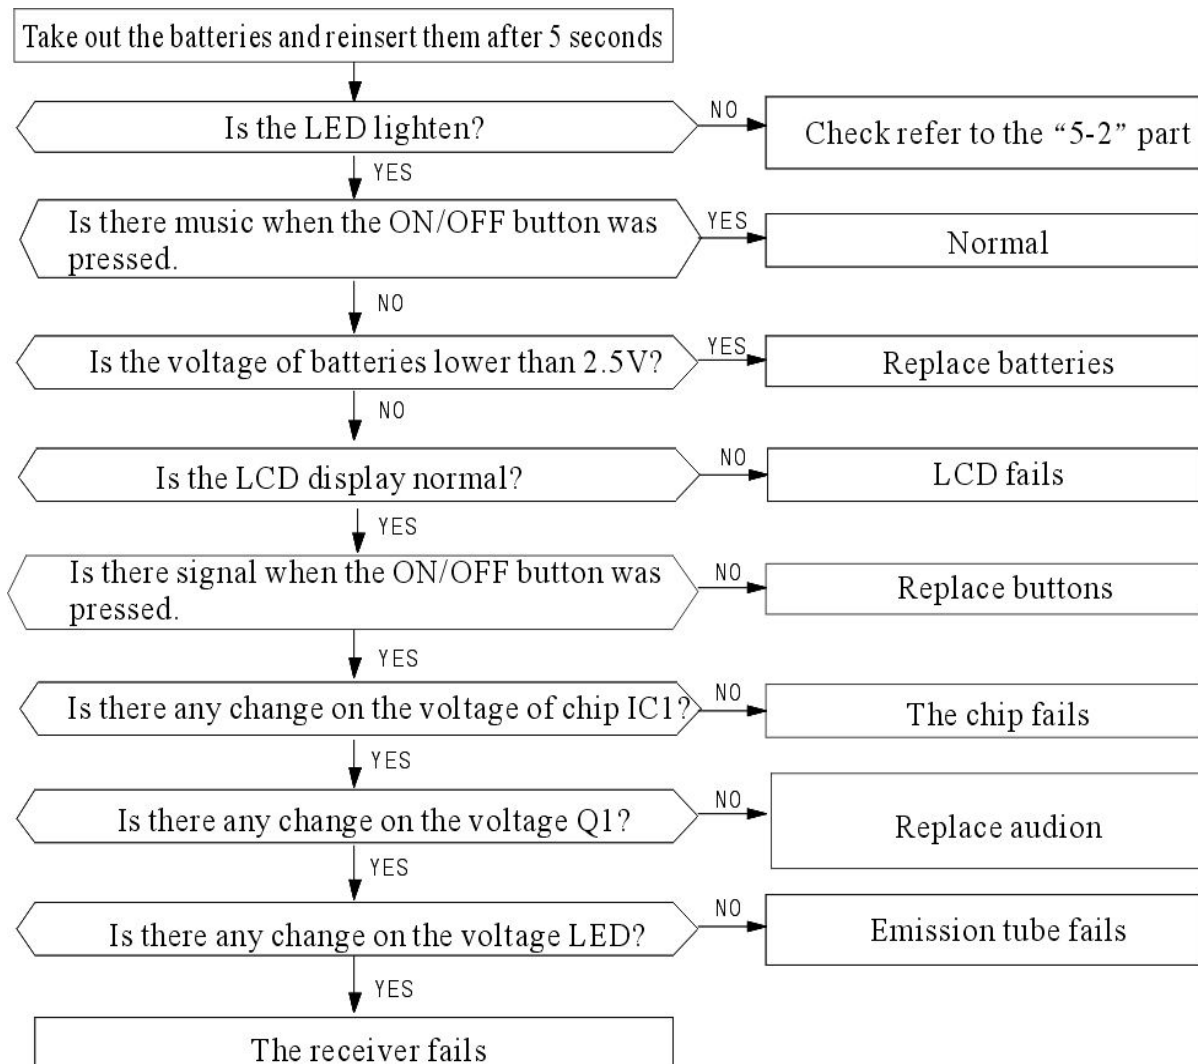 Take out the batteries and reinsert them after 5 seconds
Is the LED lighten?
NO
Check refer to the “5-2” part
YES
Is there music when the ON/OFF button was
pressed.
YES
Normal
NO
Is the voltage of batteries lower than 2.5V?
YES
Replace batteries
NO
Is the LCD display normal?
NO
LCD fails
YES
Is there signal when the ON/OFF button was
pressed.
NO
Replace buttons
YES
Is there any change on the voltage of chip IC1?
NO
The chip fails
YES
Is there any change on the voltage Q1?
NO
Replace audion
YES
Is there any change on the voltage LED?
NO
Emission tube fails
YES
The receiver fails